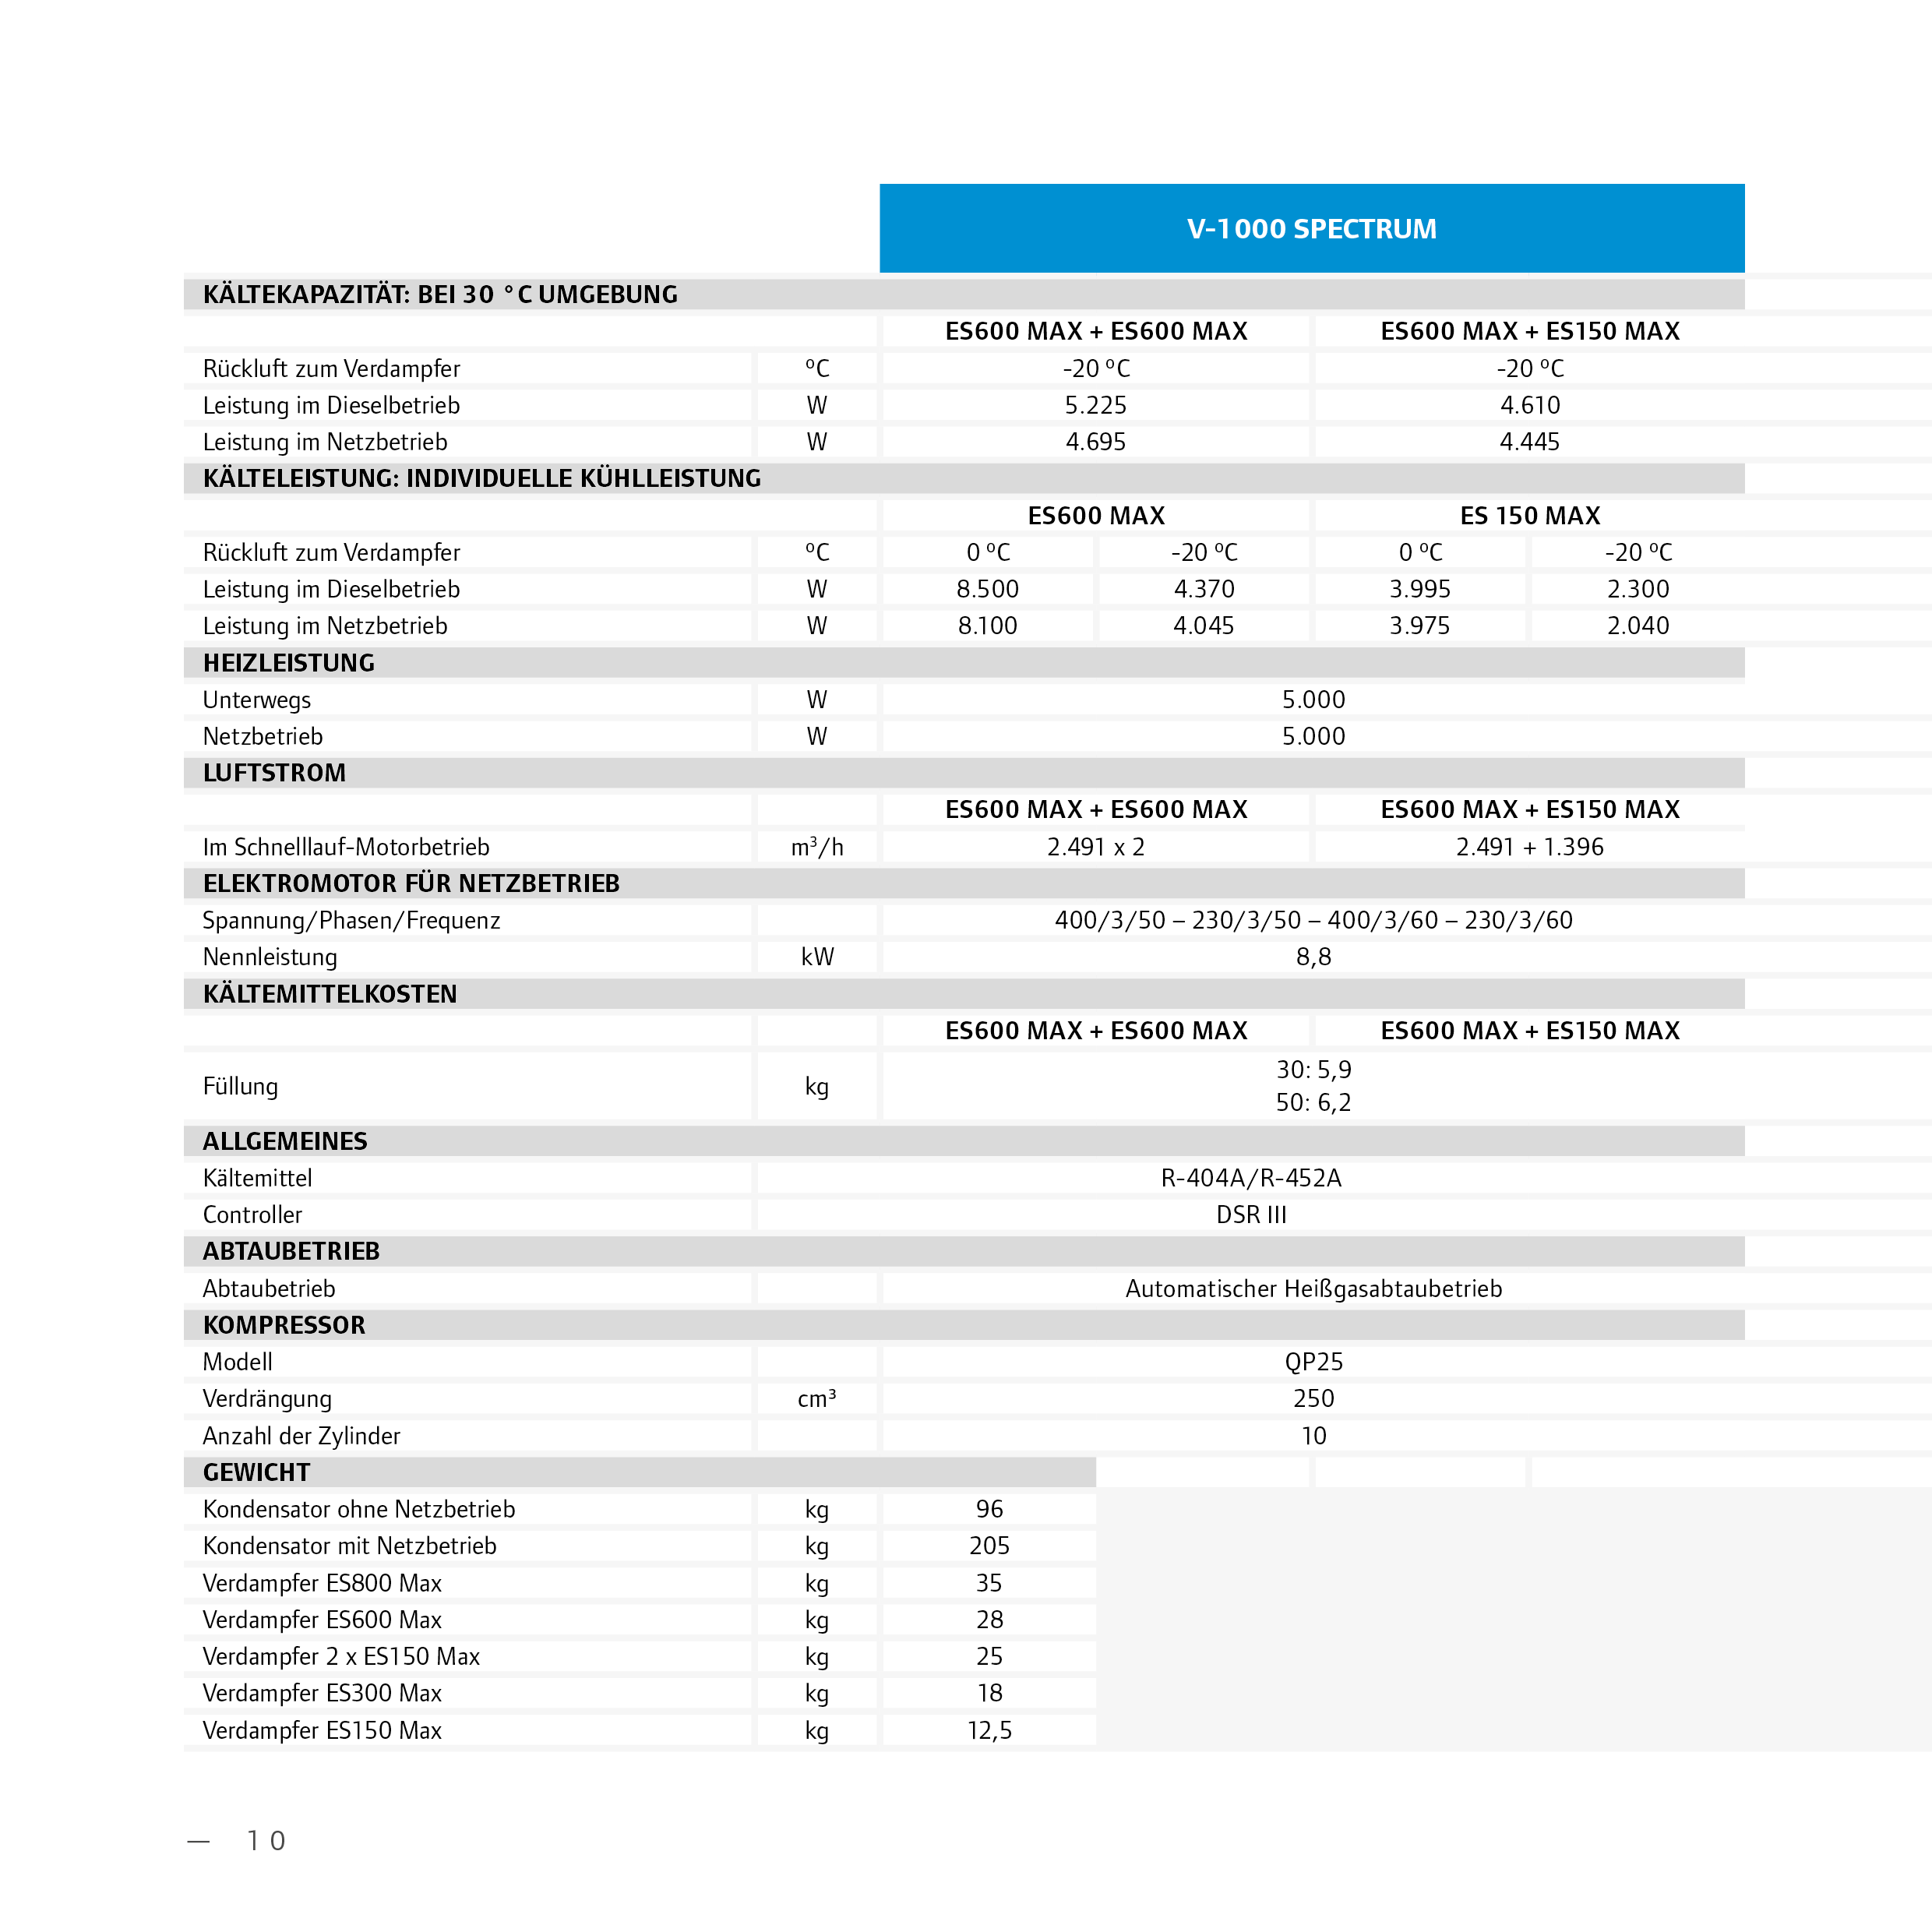 V-1000 SPECTRUM
KÄLTEKAPAZITÄT: BEI 30 °C UMGEBUNG
ES600 MAX + ES600 MAX ES600 MAX + ES150 MAX
Rückluft zum Verdampfer ºC -20 ºC -20 ºC
Leistung im Dieselbetrieb W 5.225 4.610
Leistung im Netzbetrieb W 4.695 4.445
KÄLTELEISTUNG: INDIVIDUELLE KÜHLLEISTUNG
ES600 MAX ES 150 MAX
Rückluft zum Verdampfer ºC 0 ºC -20 ºC 0 ºC -20 ºC
Leistung im Dieselbetrieb W 8.500 4.370 3.995 2.300
Leistung im Netzbetrieb W 8.100 4.045 3.975 2.040
HEIZLEISTUNG
Unterwegs W 5.000
Netzbetrieb W 5.000
LUFTSTROM
ES600 MAX + ES600 MAX ES600 MAX + ES150 MAX
Im Schnelllauf-Motorbetrieb m³/h 2.491 x 2 2.491 + 1.396
ELEKTROMOTOR FÜR NETZBETRIEB
Spannung/Phasen/Frequenz 400/3/50 – 230/3/50 – 400/3/60 – 230/3/60
Nennleistung kW 8,8
KÄLTEMITTELKOSTEN
ES600 MAX + ES600 MAX ES600 MAX + ES150 MAX
Füllung kg 30: 5,9
50: 6,2
ALLGEMEINES
Kältemittel R-404A/R-452A
Controller DSR III
ABTAUBETRIEB
Abtaubetrieb Automatischer Heißgasabtaubetrieb
KOMPRESSOR
Modell QP25
Verdrängung cm³ 250
Anzahl der Zylinder 10
GEWICHT
Kondensator ohne Netzbetrieb kg 96
Kondensator mit Netzbetrieb kg 205
Verdampfer ES800 Max kg 35
Verdampfer ES600 Max kg 28
Verdampfer 2 x ES150 Max kg 25
Verdampfer ES300 Max kg 18
Verdampfer ES150 Max kg 12,5
— 10